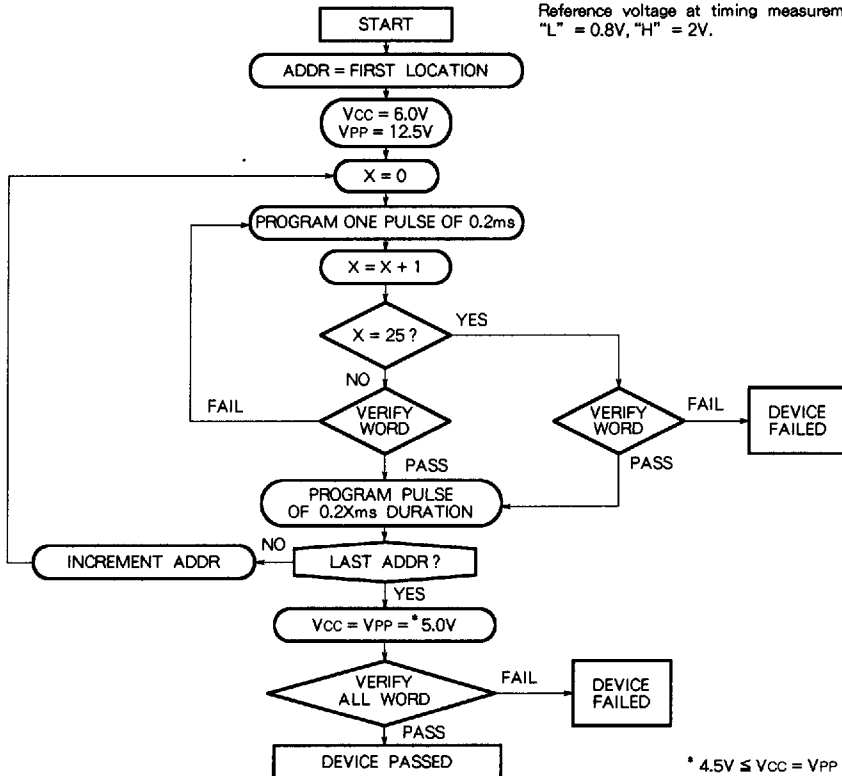 Reference voltage at timing measurem
"L" = 0.8V, "H" = 2V.
START
ADDR = FIRST LOCATION
VCC = 6.0V
VPP = 12.5V
X = 0
PROGRAM ONE PULSE OF 0.2ms
X = X + 1
X = 25 ?
YES
NO
FAIL
VERIFY
WORD
PASS
VERIFY
WORD
FAIL
PASS
DEVICE
FAILED
PROGRAM PULSE
OF 0.2Xms DURATION
INCREMENT ADDR
NO
LAST ADDR ?
YES
VCC = VPP = *5.0V
VERIFY
ALL WORD
FAIL
DEVICE
FAILED
PASS
DEVICE PASSED
* 4.5V ≦ VCC = VPP